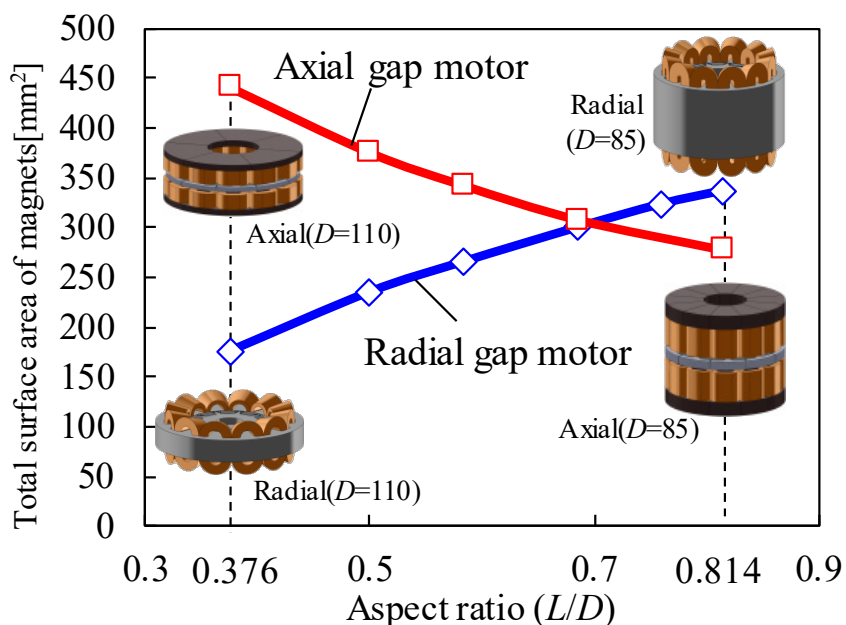 Total surface area of magnets[mm²]
500
450
400
350
300
250
200
150
100
50
0
Axial gap motor
Radial
(D=85)
Axial(D=110)
Radial gap motor
Axial(D=85)
Radial(D=110)
0.3 0.376 0.5 0.7 0.814 0.9
Aspect ratio (L/D)